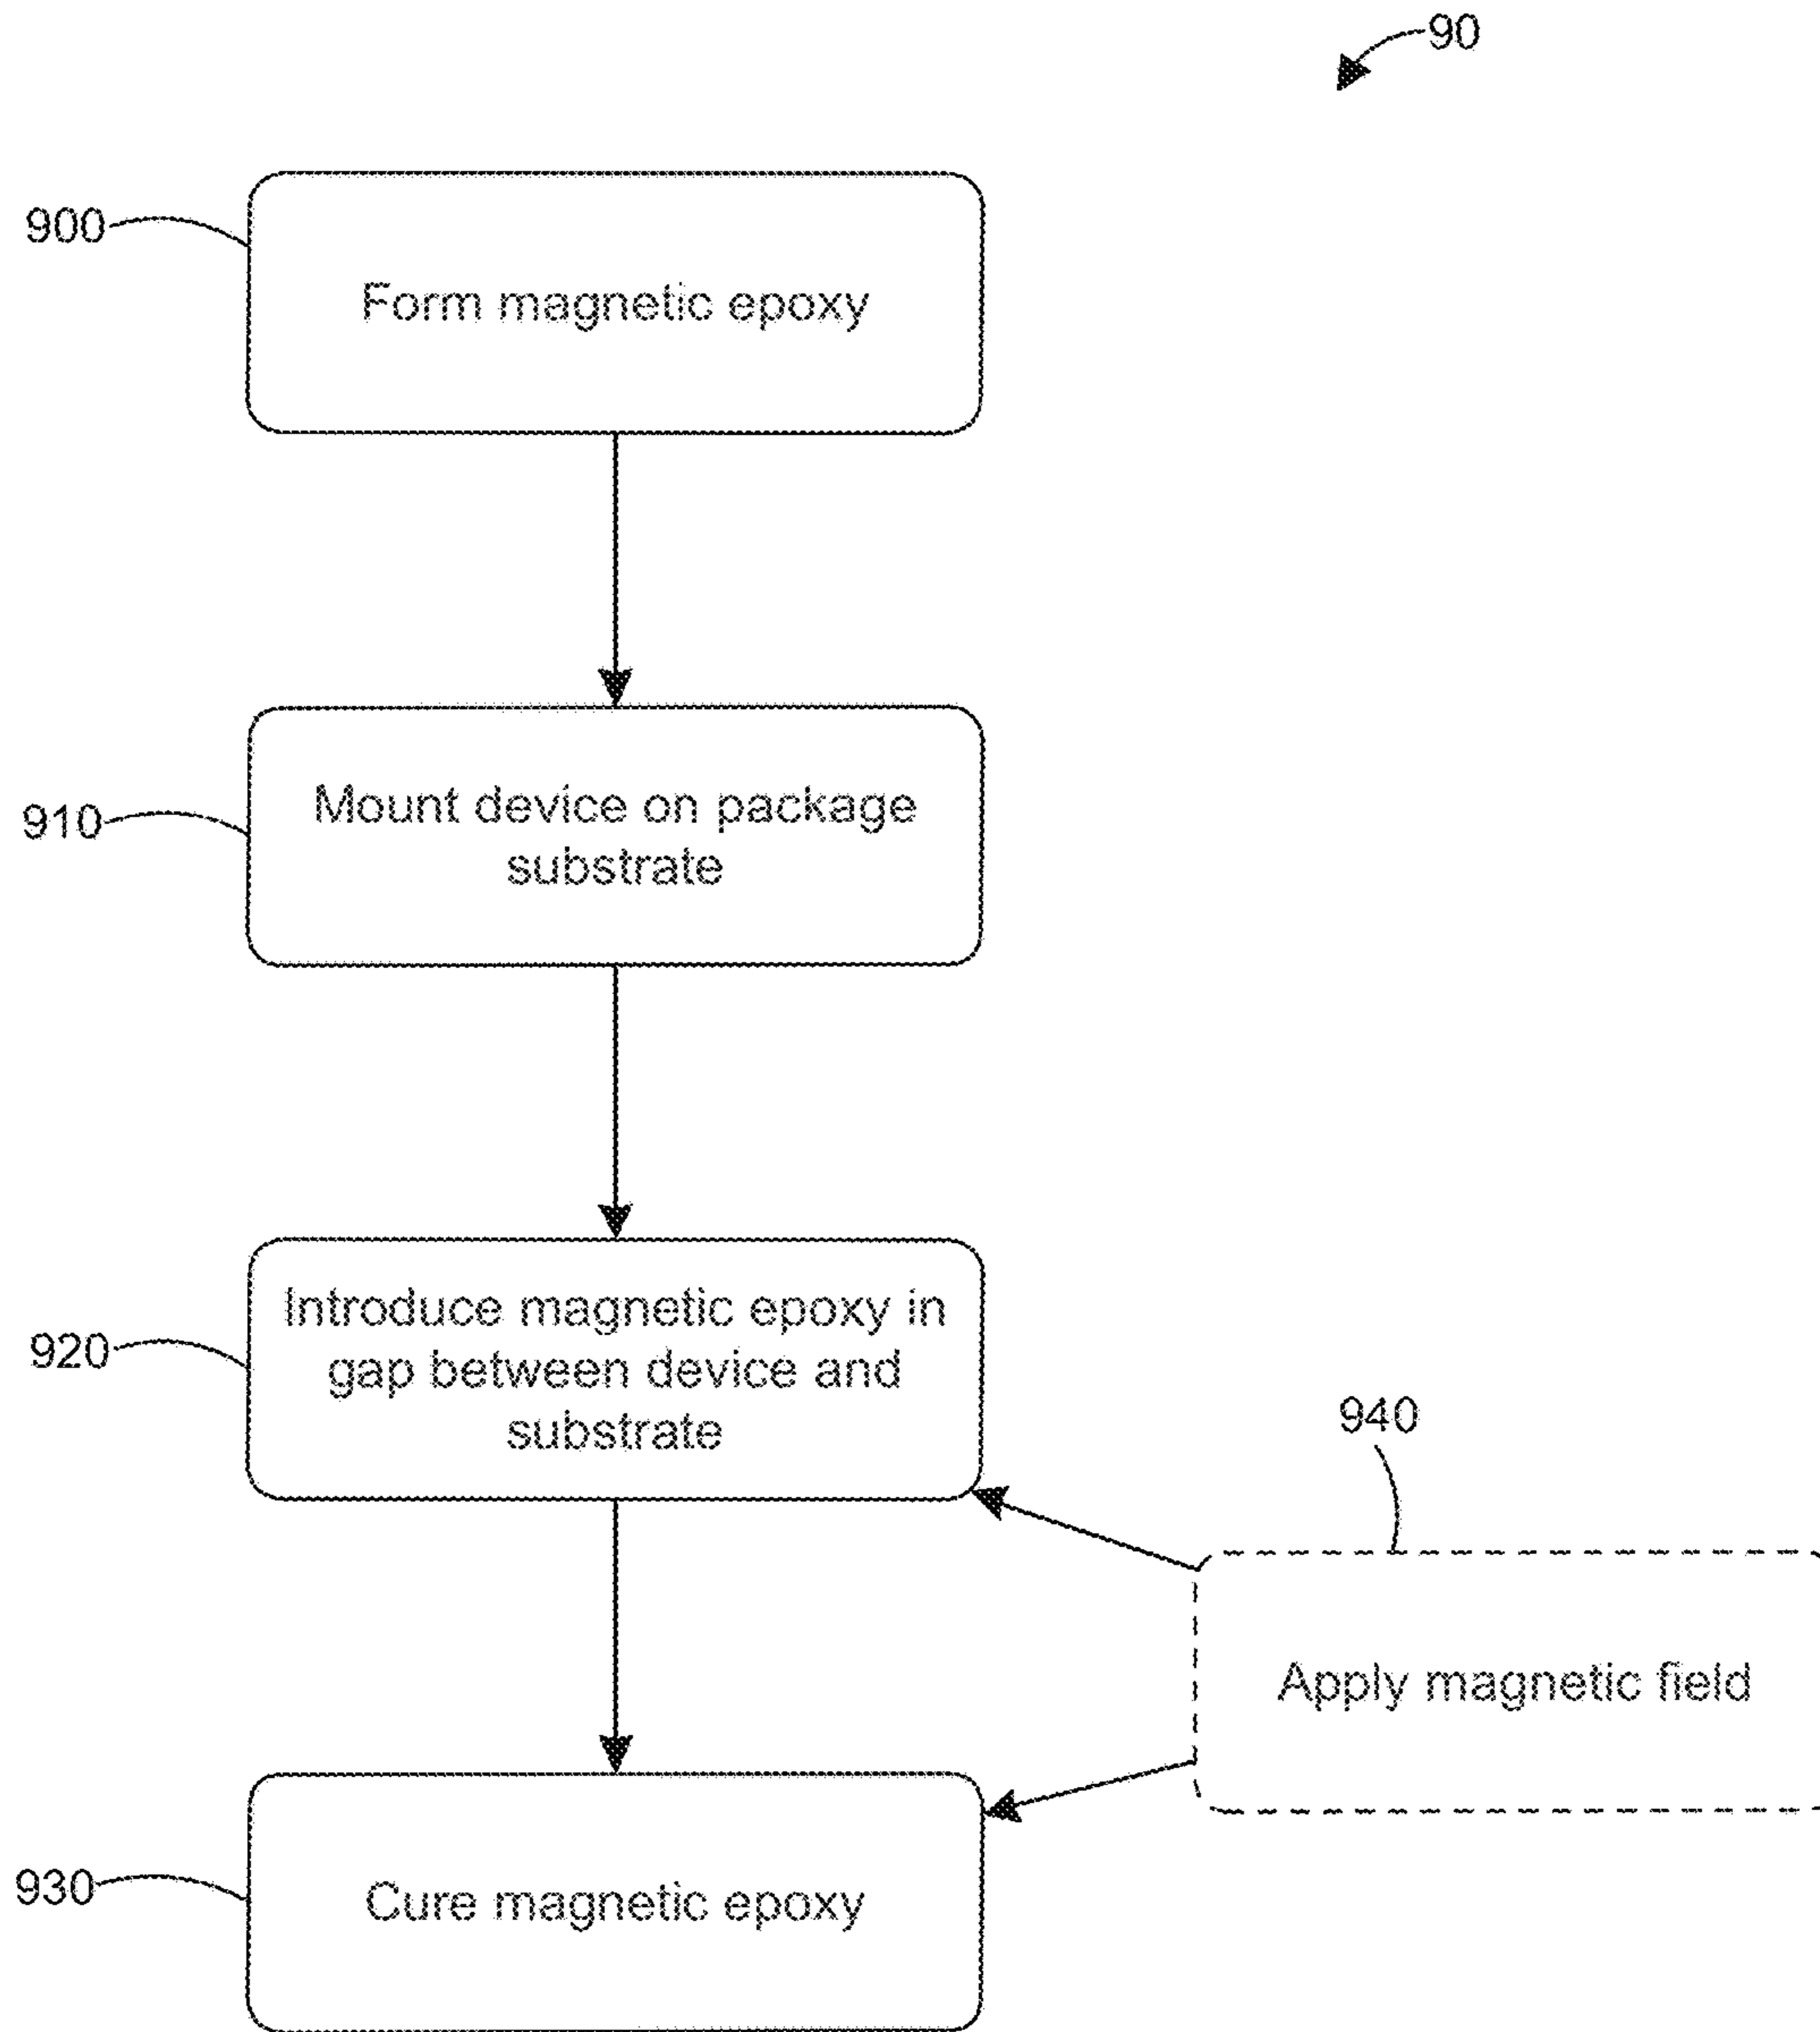 90
900
Form magnetic epoxy
910
Mount device on package
substrate
920
Introduce magnetic epoxy in
gap between device and
substrate
940
Apply magnetic field
930
Cure magnetic epoxy